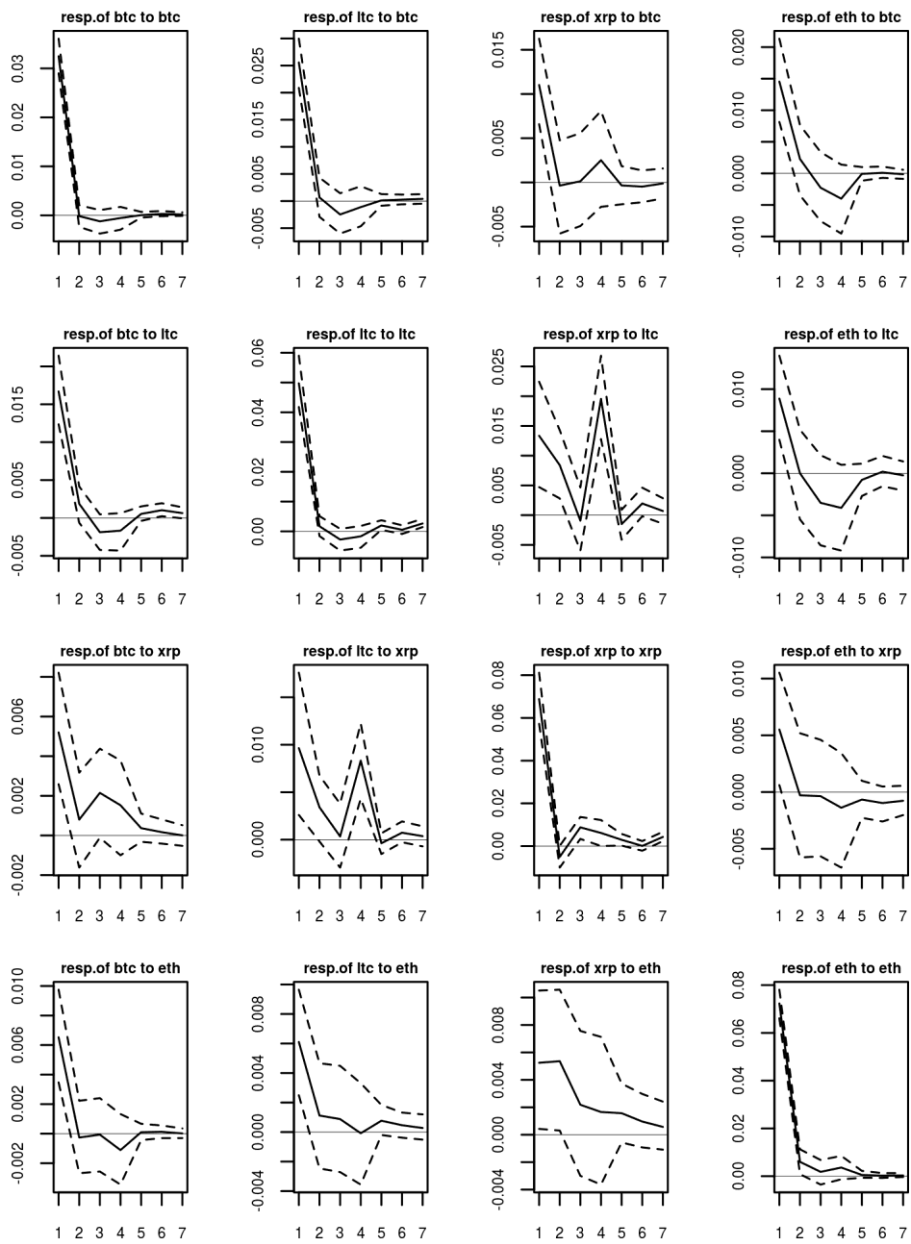 resp.of btc to btc
resp.of ltc to btc
resp.of xrp to btc
resp.of eth to btc
0.03
0.02
0.01
0.00
0.025
0.015
0.005
-0.005
0.015
0.005
-0.005
0.020
0.010
0.000
-0.010
1 2 3 4 5 6 7
1 2 3 4 5 6 7
1 2 3 4 5 6 7
1 2 3 4 5 6 7
resp.of btc to ltc
resp.of ltc to ltc
resp.of xrp to ltc
resp.of eth to ltc
0.015
0.005
-0.005
0.06
0.04
0.02
0.00
0.025
0.015
0.005
-0.005
0.010
0.000
-0.010
1 2 3 4 5 6 7
1 2 3 4 5 6 7
1 2 3 4 5 6 7
1 2 3 4 5 6 7
resp.of btc to xrp
resp.of ltc to xrp
resp.of xrp to xrp
resp.of eth to xrp
0.006
0.002
-0.002
0.010
0.000
0.08
0.06
0.04
0.02
0.00
0.010
0.005
0.000
-0.005
1 2 3 4 5 6 7
1 2 3 4 5 6 7
1 2 3 4 5 6 7
1 2 3 4 5 6 7
resp.of btc to eth
resp.of ltc to eth
resp.of xrp to eth
resp.of eth to eth
0.010
0.006
0.002
-0.002
0.008
0.004
0.000
-0.004
0.008
0.004
0.000
-0.004
0.08
0.06
0.04
0.02
0.00
1 2 3 4 5 6 7
1 2 3 4 5 6 7
1 2 3 4 5 6 7
1 2 3 4 5 6 7